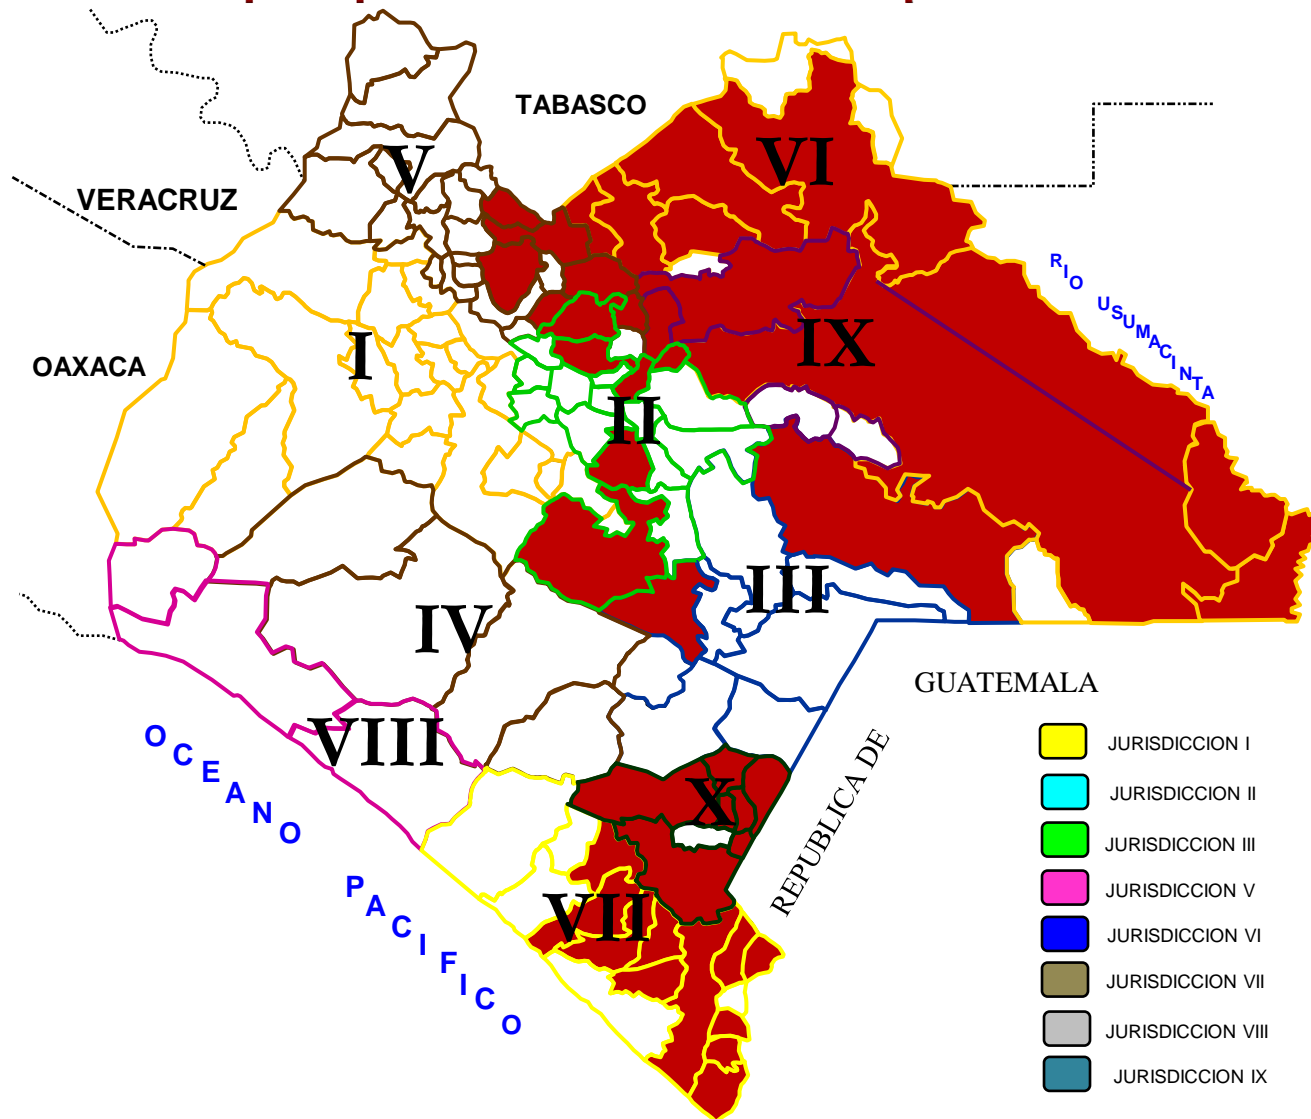 TABASCO
V
VI
VERACRUZ
RIO USUMACINTA
I
IX
OAXACA
II
III
IV
GUATEMALA
VIII
OCEANO
PACIFICO
X
REPUBLICA DE
VII
JURISDICCION I
JURISDICCION II
JURISDICCION III
JURISDICCION V
JURISDICCION VI
JURISDICCION VII
JURISDICCION VIII
JURISDICCION IX